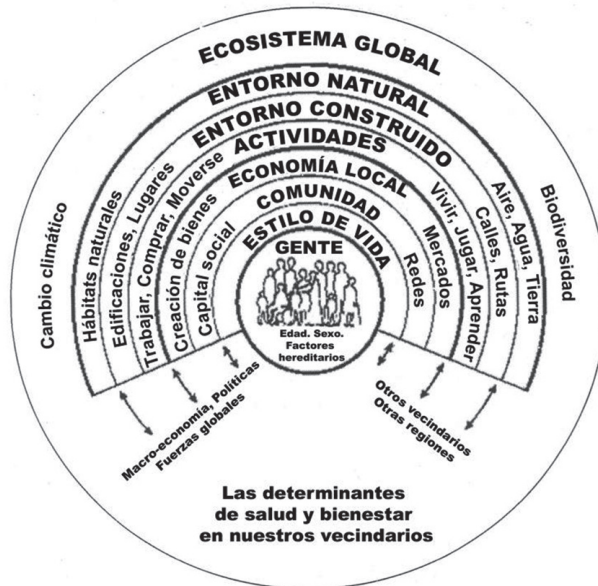 ECOSISTEMA GLOBAL
ENTORNO NATURAL
ENTORNO CONSTRUIDO
ACTIVIDADES
ECONOMÍA LOCAL
COMUNIDAD
ESTILO DE VIDA
GENTE
Edad. Sexo.
Factores
hereditarios
Cambio climático
Hábitats naturales
Edificaciones, Lugares
Trabajar, Comprar, Moverse
Creación de bienes
Capital social
Redes
Mercados
Vivir, Jugar, Aprender
Calles, Rutas
Aire, Agua, Tierra
Biodiversidad
Macro-economía, Políticas
Fuerzas globales
Otros vecindarios
Otras regiones
Las determinantes
de salud y bienestar
en nuestros vecindarios